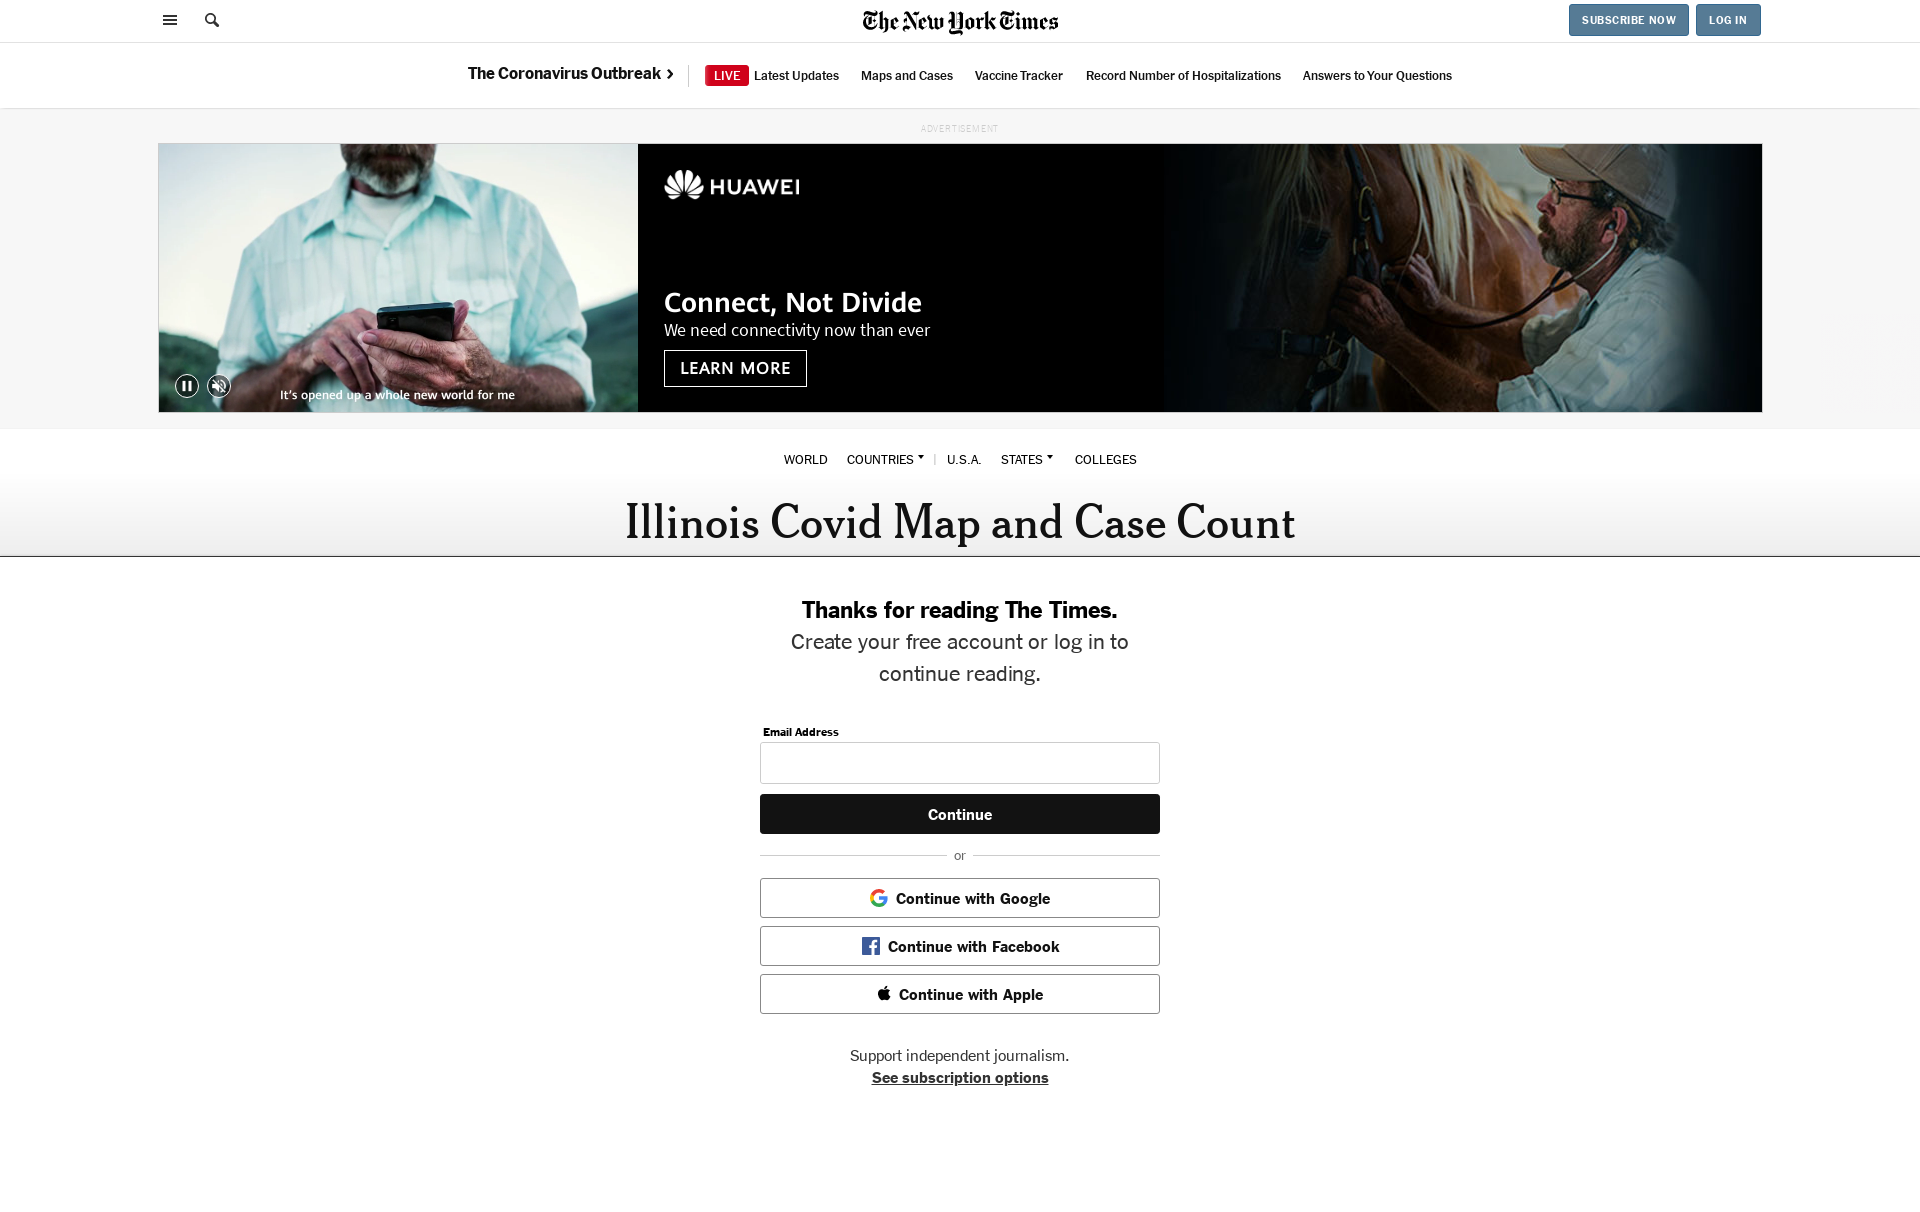 The New York Times
SUBSCRIBE NOW
LOG IN
The Coronavirus Outbreak
LIVE Latest Updates
Maps and Cases
Vaccine Tracker
Record Number of Hospitalizations
Answers to Your Questions
ADVERTISEMENT
HUAWEI
Connect, Not Divide
We need connectivity now than ever
LEARN MORE
It's opened up a whole new world for me
WORLD
COUNTRIES
U.S.A.
STATES
COLLEGES
Illinois Covid Map and Case Count
Thanks for reading The Times.
Create your free account or log in to
continue reading.
Email Address
Continue
or
Continue with Google
Continue with Facebook
Continue with Apple
Support independent journalism.
See subscription options